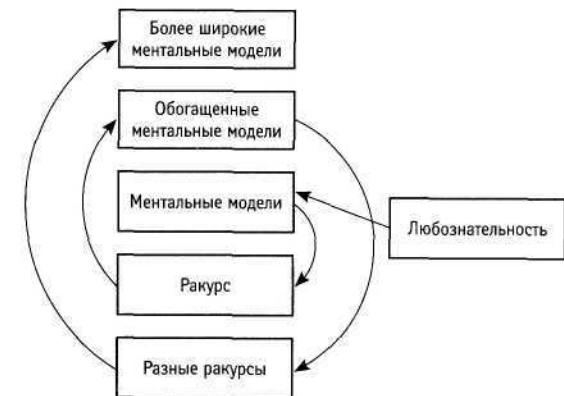 Более широкие
ментальные модели
Обогащенные
ментальные модели
Ментальные модели
Любознательность
Ракурс
Разные ракурсы